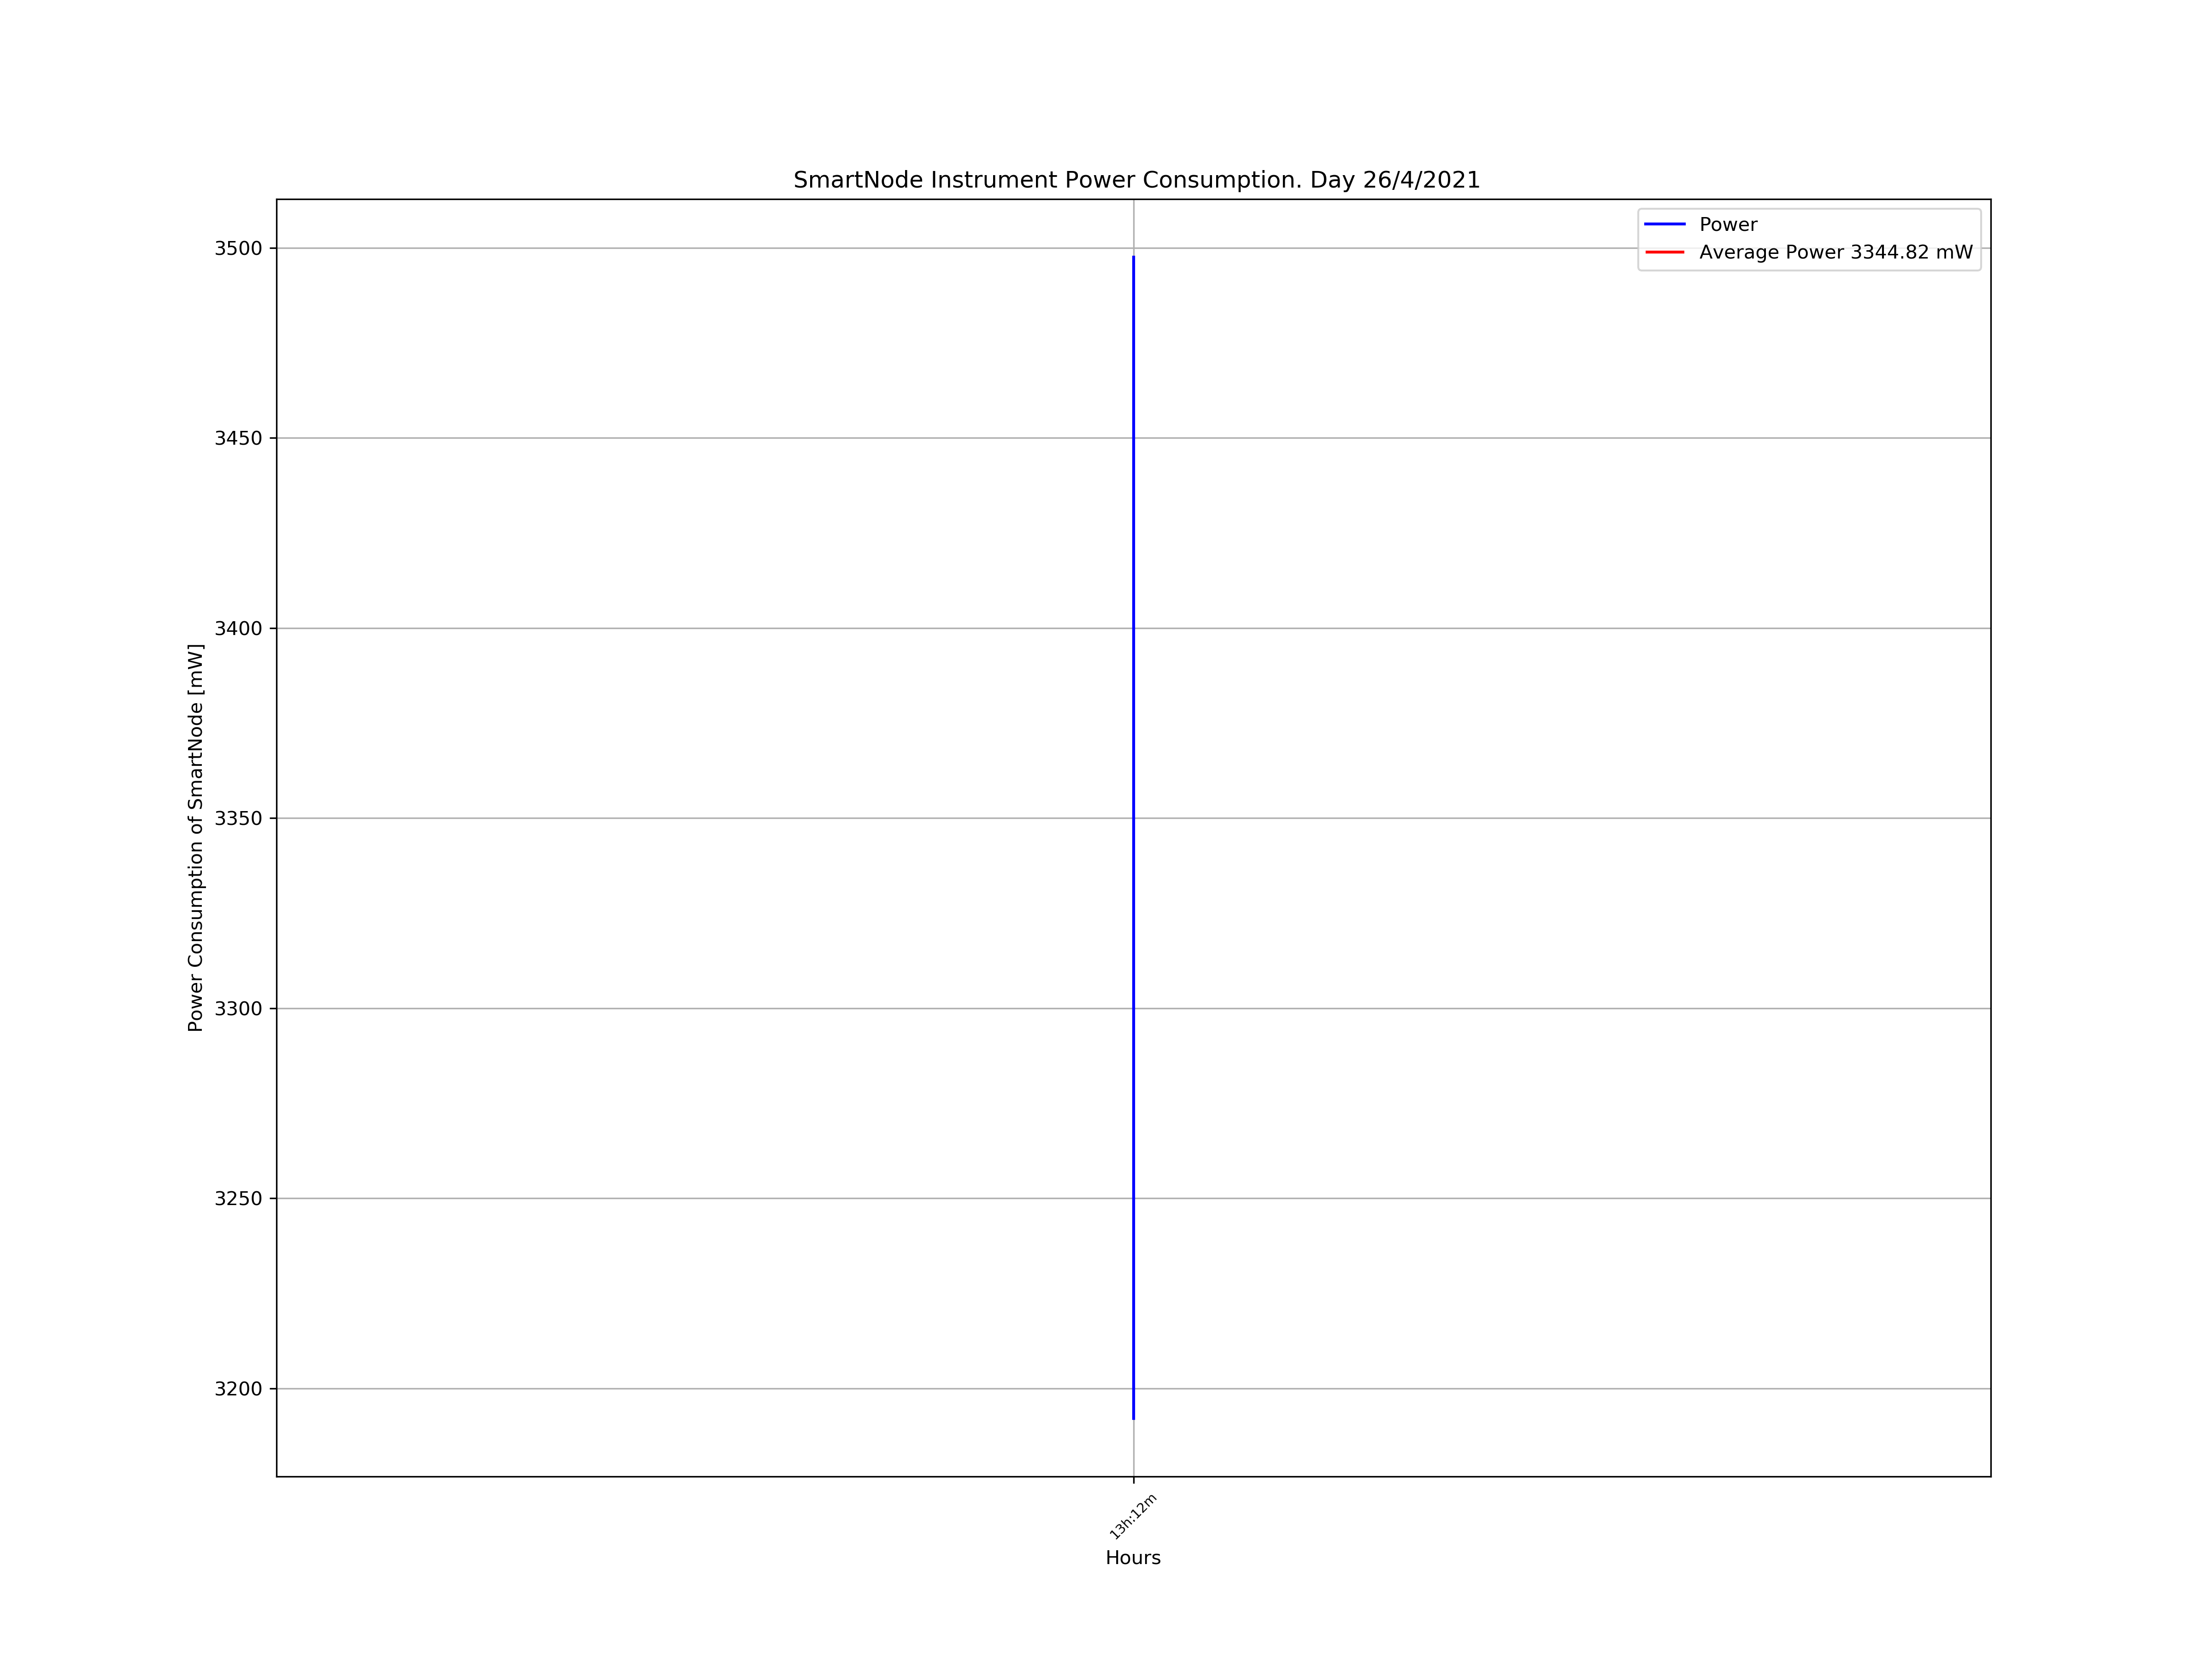 SmartNode Instrument Power Consumption. Day 26/4/2021
Power
Average Power 3344.82 mW
3500
3450
3400
3350
3300
3250
3200
Power Consumption of SmartNode [mW]
13h:12m
Hours